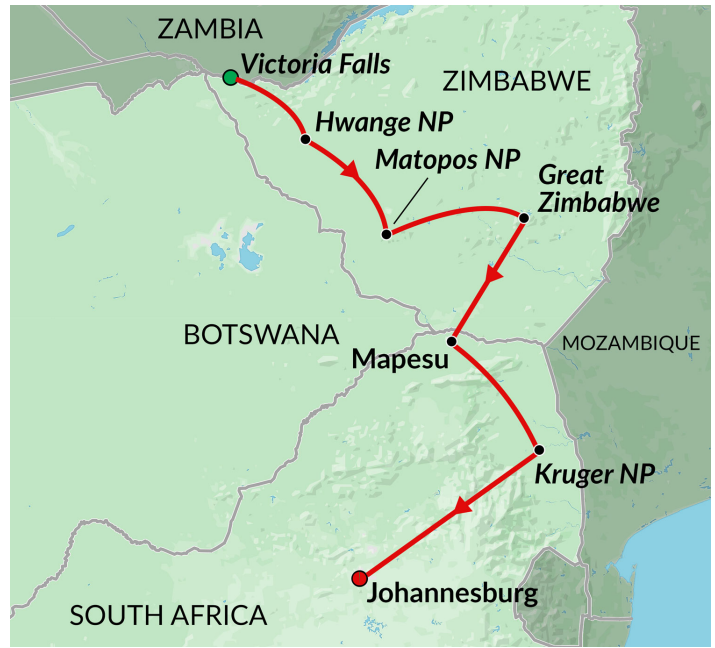 ZAMBIA
Victoria Falls
ZIMBABWE
Hwange NP
Matopos NP
Great
Zimbabwe
BOTSWANA
MOZAMBIQUE
Mapesu
Kruger NP
Johannesburg
SOUTH AFRICA